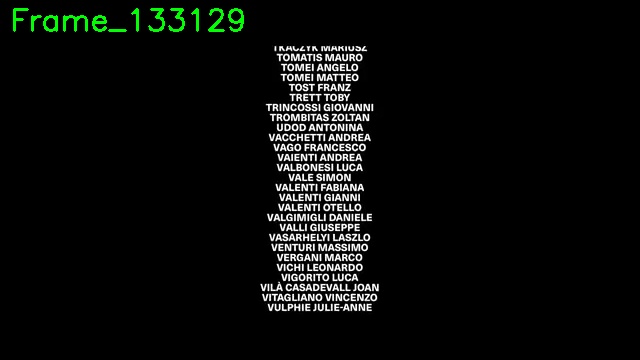 Frame_133129
TKACZYK MARIUSZ
TOMATIS MAURO
TOMEI ANGELO
TOMEI MATTEO
TOST FRANZ
TRETT TOBY
TRINCOSSI GIOVANNI
TROMBITAS ZOLTAN
UDOD ANTONINA
VACCHETTI ANDREA
VAGO FRANCESCO
VAIENTI ANDREA
VALBONESI LUCA
VALE SIMON
VALENTI FABIANA
VALENTI GIANNI
VALENTI OTELLO
VALGIMIGLI DANIELE
VALLI GIUSEPPE
VASARHELYI LASZLO
VENTURI MASSIMO
VERGANI MARCO
VICHI LEONARDO
VIGORITO LUCA
VILÀ CASADEVALL JOAN
VITAGLIANO VINCENZO
VULPHIE JULIE-ANNE